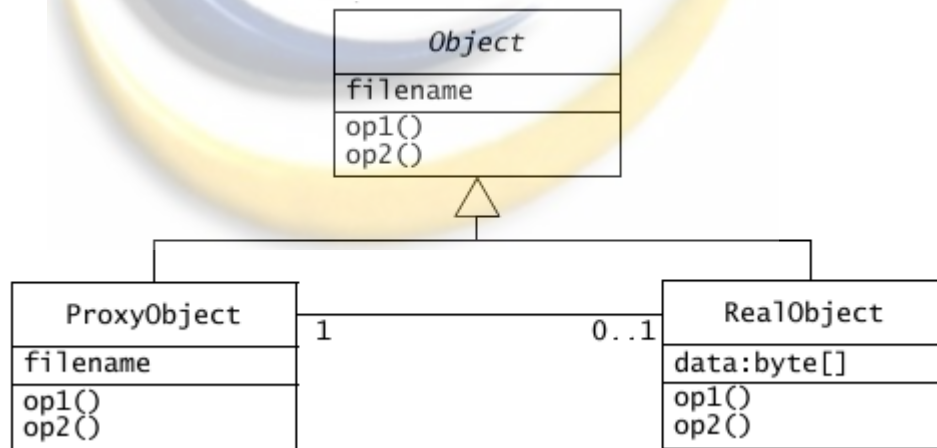 Object
filename
op1()
op2()
ProxyObject
filename
op1()
op2()
1
0..1
RealObject
data:byte[]
op1()
op2()